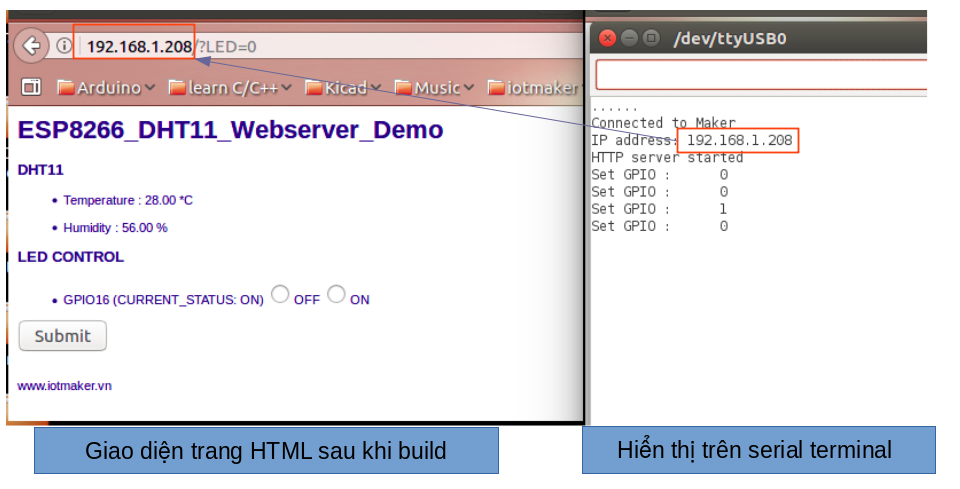 192.168.1.208/?LED=0
Arduino learn C/C++ Kicad Music iotmaker
ESP8266_DHT11_Webserver_Demo
DHT11
• Temperature : 28.00 *C
• Humidity : 56.00 %
LED CONTROL
• GPIO16 (CURRENT_STATUS: ON) OFF ON
Submit
www.iotmaker.vn
Giao diện trang HTML sau khi build
/dev/ttyUSB0
......
Connected to Maker
IP address: 192.168.1.208
HTTP server started
Set GPIO : 0
Set GPIO : 0
Set GPIO : 1
Set GPIO : 0
Hiển thị trên serial terminal